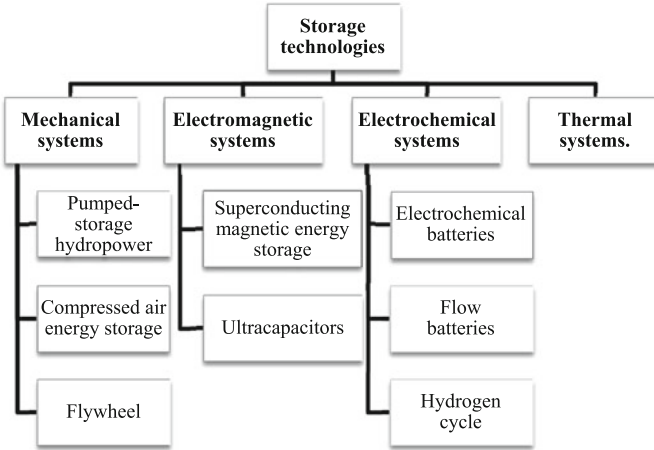 Storage
technologies
Mechanical
systems
Electromagnetic
systems
Electrochemical
systems
Thermal
systems.
Pumped-
storage
hydropower
Compressed air
energy storage
Flywheel
Superconducting
magnetic energy
storage
Ultracapacitors
Electrochemical
batteries
Flow
batteries
Hydrogen
cycle